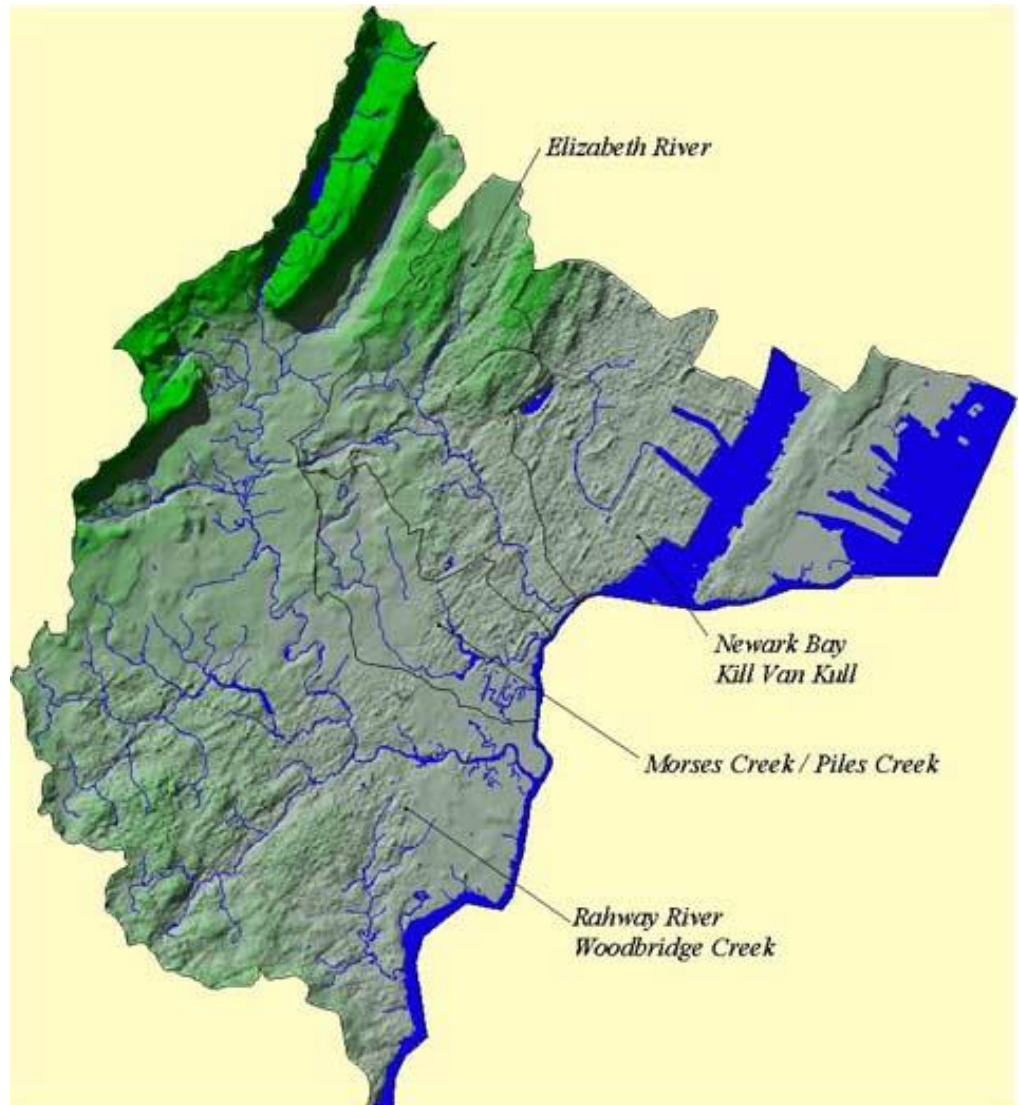 Elizabeth River
Newark Bay
Kill Van Kull
Morses Creek / Piles Creek
Rahway River
Woodbridge Creek